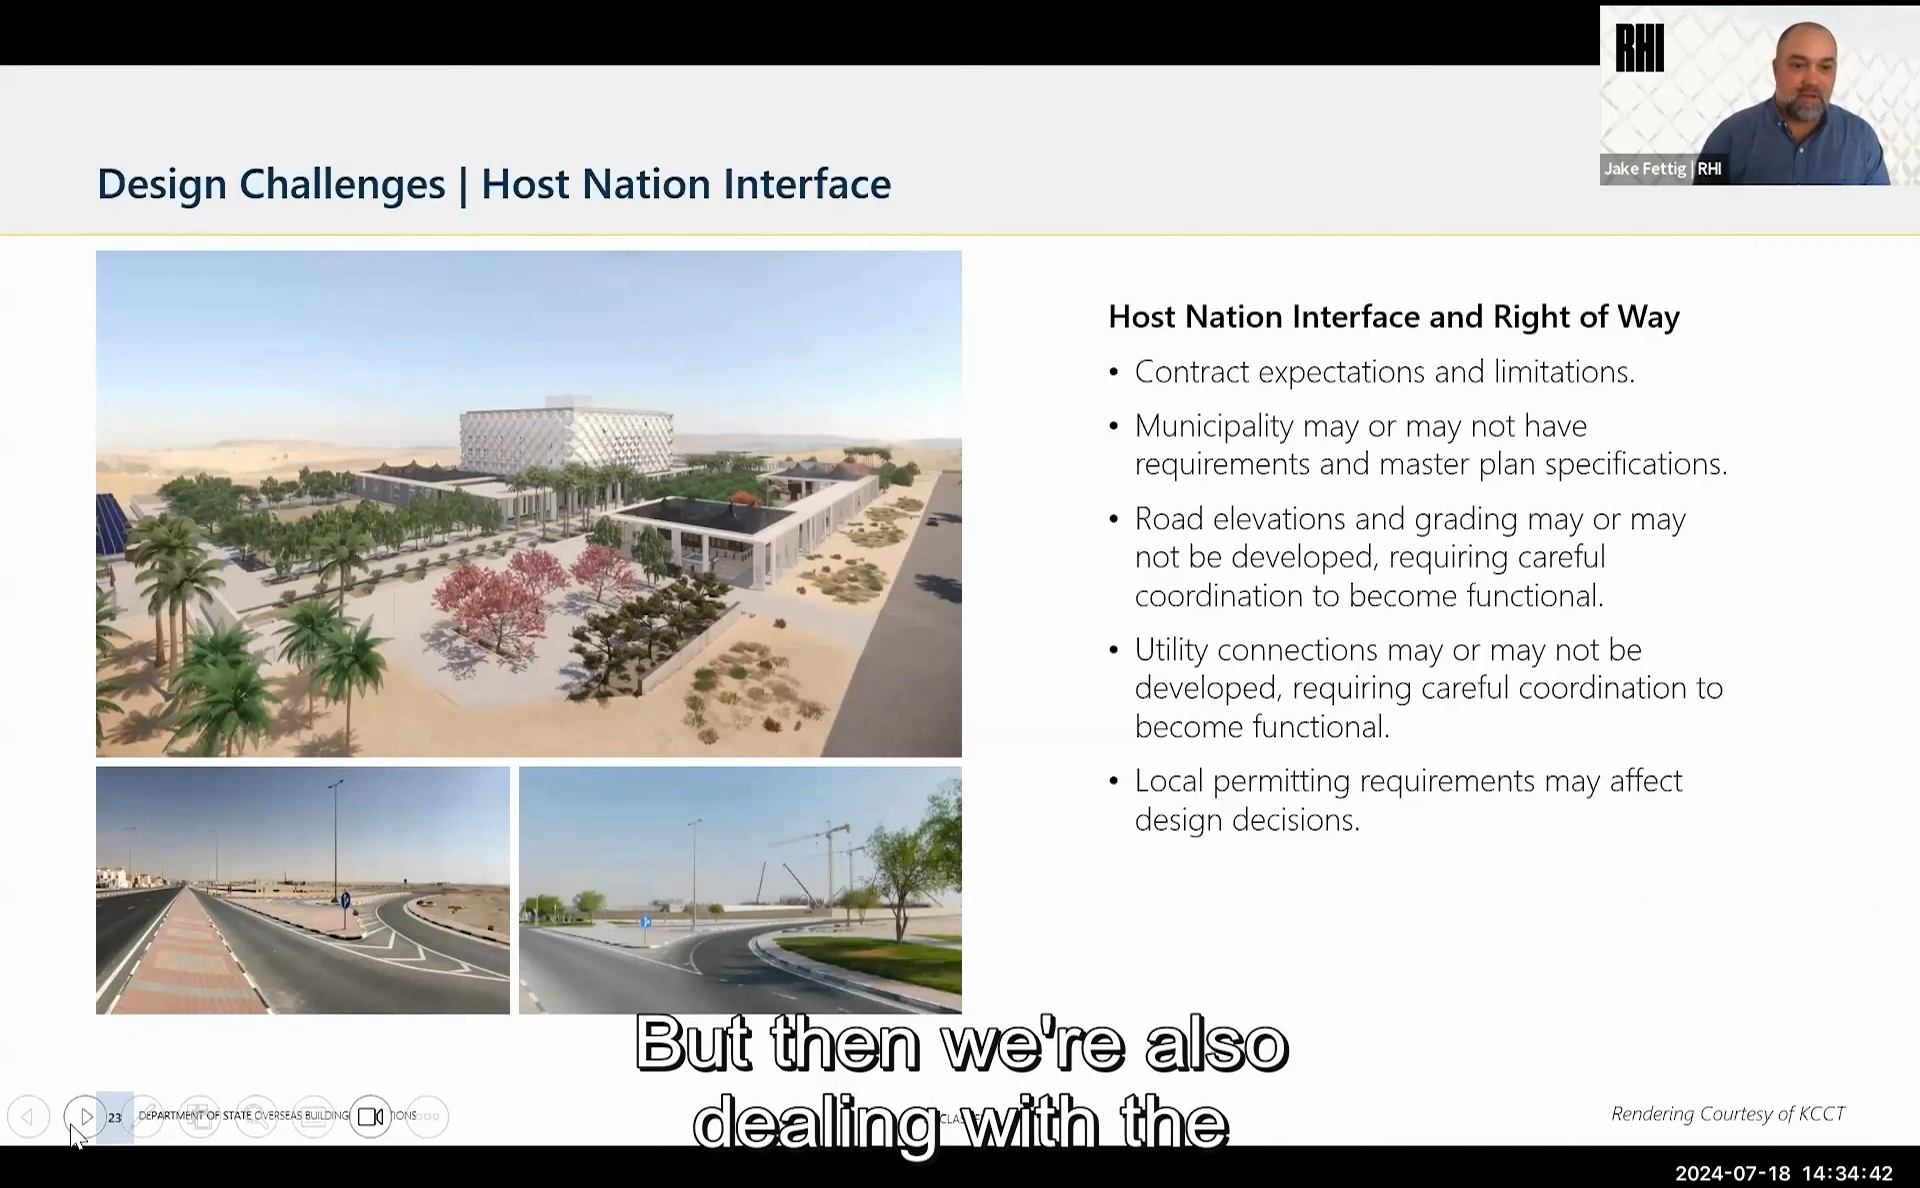 RHI
Jake Fettig | RHI
Design Challenges | Host Nation Interface
Host Nation Interface and Right of Way
• Contract expectations and limitations.
• Municipality may or may not have
requirements and master plan specifications.
• Road elevations and grading may or may
not be developed, requiring careful
coordination to become functional.
• Utility connections may or may not be
developed, requiring careful coordination to
become functional.
• Local permitting requirements may affect
design decisions.
But then we're also
dealing with the
23
DEPARTMENT OF STATE OVERSEAS BUILDING
Rendering Courtesy of KCCT
2024-07-18 14:34:42